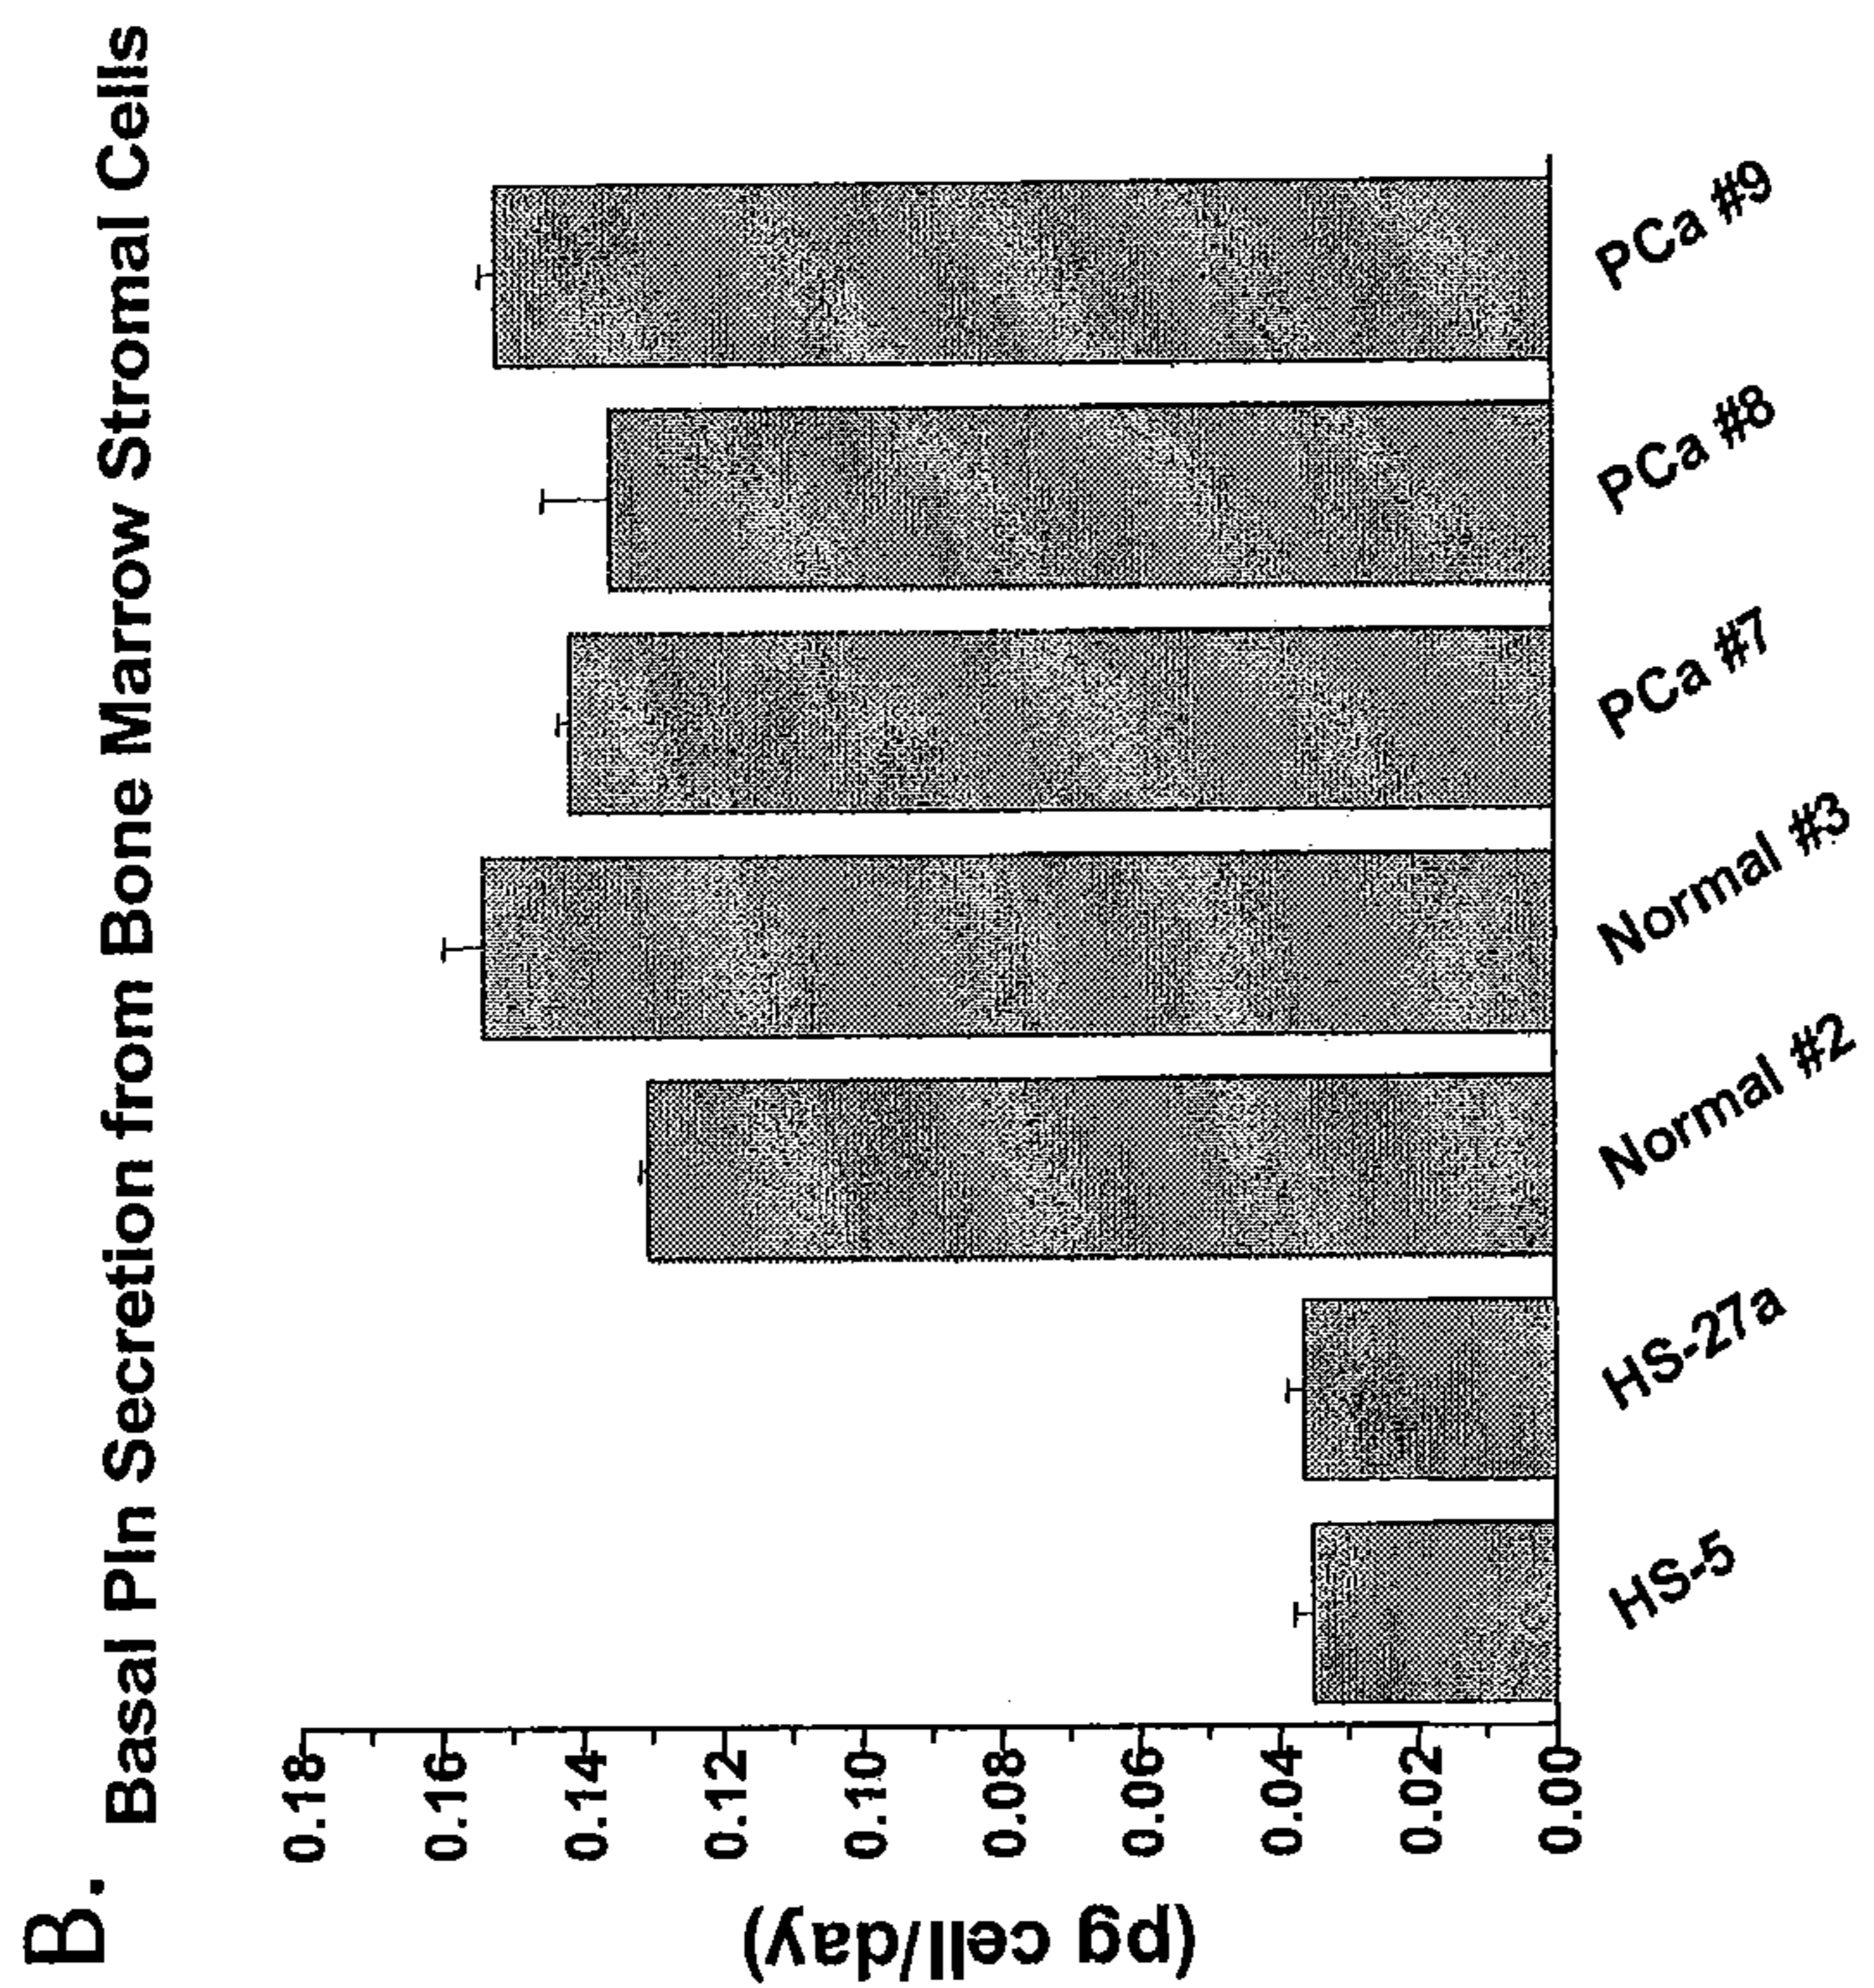 B. Basal Pln Secretion from Bone Marrow Stromal Cells
(pg cell/day)
0.18
0.16
0.14
0.12
0.10
0.08
0.06
0.04
0.02
0.00
HS-5
HS-27a
Normal #2
Normal #3
PCa #7
PCa #8
PCa #9